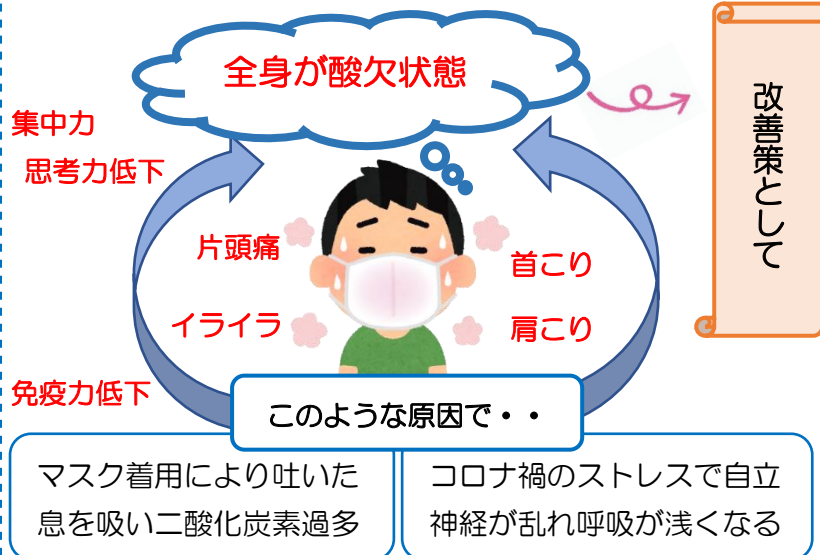 全身が酸欠状態
集中力
思考力低下
改善策として
片頭痛
首こり
イライラ
肩こり
免疫力低下
このような原因で・・
マスク着用により吐いた
息を吸い二酸化炭素過多
コロナ禍のストレスで自立
神経が乱れ呼吸が浅くなる